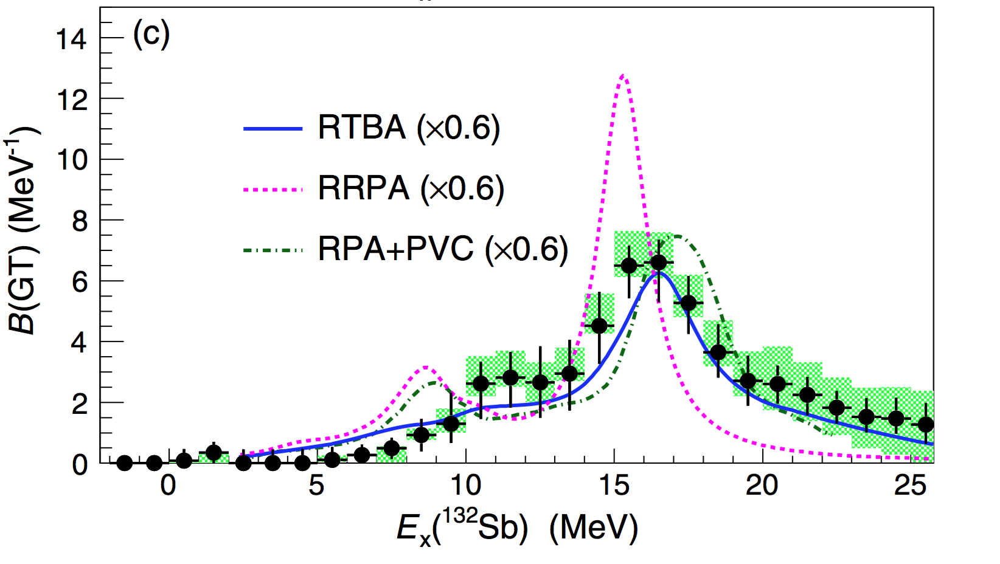 (c)
14
12
10
8
6
4
2
0
B(GT) (MeV⁻¹)
RTBA (×0.6)
RRPA (×0.6)
RPA+PVC (×0.6)
0 5 10 15 20 25
Eₓ(¹³²Sb) (MeV)